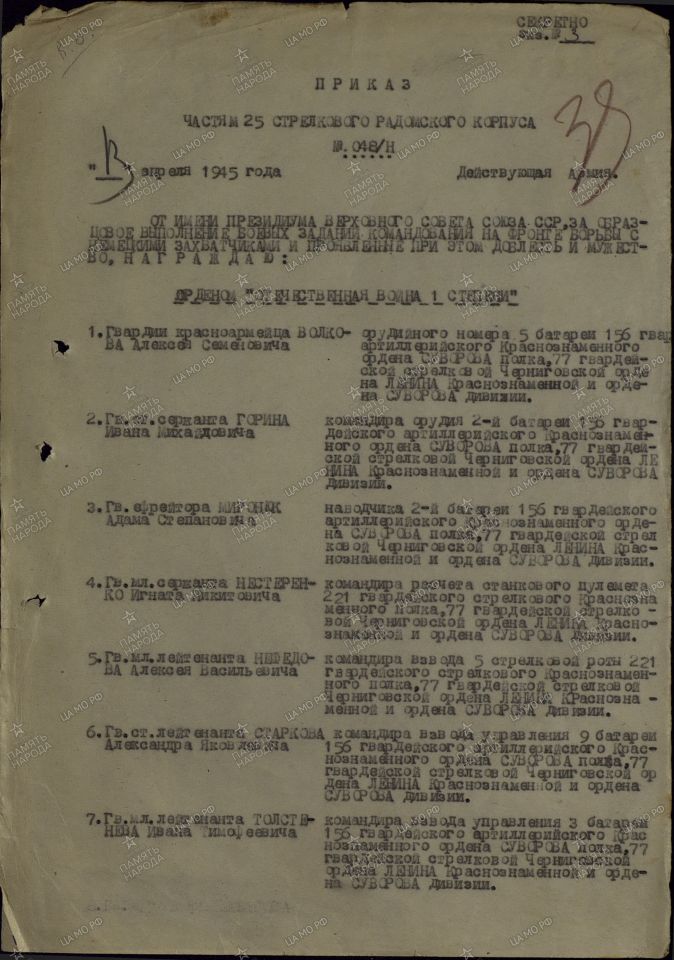 СЕКРЕТНО
экз.№ 3
П Р И К А З
ЧАСТЯМ 25 СТРЕЛКОВОГО РАДОМСКОГО КОРПУСА
№.048/Н
"13" апреля 1945 года Действующая Армия.
ОТ ИМЕНИ ПРЕЗИДИУМА ВЕРХОВНОГО СОВЕТА СОЮЗА ССР.ЗА ОБРАЗ-
ЦОВОЕ ВЫПОЛНЕНИЕ БОЕВЫХ ЗАДАНИЙ КОМАНДОВАНИЯ НА ФРОНТЕ БОРЬБЫ С
НЕМЕЦКИМИ ЗАХВАТЧИКАМИ И ПРОЯВЛЕННЫЕ ПРИ ЭТОМ ДОБЛЕСТЬ И МУЖЕСТ-
ВО, Н А Г Р А Ж Д А Ю :
ОРДЕНОМ "ОТЕЧЕСТВЕННАЯ ВОЙНА 1 СТЕПЕНИ"
1. Гвардии красноармейца ВОЛКО- орудийного номера 5 батареи 156 гвар
ВА Алексея Семеновича артиллерийского Краснознаменного
ордена СУВОРОВА полка,77 гвардей-
ской стрелковой Черниговской орде
на ЛЕНИНА Краснознаменной и орде-
на СУВОРОВА Дивизии.
2. Гв.ст.сержанта ГОРИНА командира орудия 2-й батареи 156 гвар-
Ивана Михайловича дейского артиллерийского Краснознамен-
ного ордена СУВОРОВА полка,77 гвардей-
ской стрелковой Черниговской ордена ЛЕ
НИНА Краснознаменной и ордена СУВОРОВА
Дивизии.
3. Гв.ефрейтора МИРОНЮК наводчика 2-й батареи 156 гвардейского
Адама Степановича артиллерийского Краснознаменного орде-
на СУВОРОВА полка,77 гвардейской стрел
ковой Черниговской ордена ЛЕНИНА Крас-
нознаменной и ордена СУВОРОВА Дивизии.
4. Гв.мл.сержанта НЕСТЕРЕН- командира расчета станкового пулемета
КО Игната Никитовича 221 гвардейского стрелкового Краснозна
менного полка,77 гвардейской стрелко -
вой Черниговской ордена ЛЕНИНА Красно-
знаменной и ордена СУВОРОВА Дивизии.
5. Гв.мл.лейтенанта НЕФЕДО- командира взвода 5 стрелковой роты 221
ВА Алексея Васильевича гвардейского стрелкового Краснознамен-
ного полка,77 гвардейской стрелковой
Черниговской ордена ЛЕНИНА Краснозна-
менной и ордена СУВОРОВА Дивизии.
6. Гв.ст.лейтенанта СТАРКОВА командира взвода управления 9 батареи
Александра Яковлевича 156 гвардейского артиллерийского Крас-
нознаменного ордена СУВОРОВА полка,77
гвардейской стрелковой Черниговской ор
дена ЛЕНИНА Краснознаменной и ордена
СУВОРОВА Дивизии.
7. Гв.мл.лейтенанта ТОЛСТЕ- командира взвода управления 3 батареи
НЕВА Ивана Тимофеевича 156 гвардейского артиллерийского Крас
нознаменного ордена СУВОРОВА полка,77
гвардейской стрелковой Черниговской
ордена ЛЕНИНА Краснознаменной и орде-
на СУВОРОВА Дивизии.
ПАМЯТЬ НАРОДА
ЦА МО РФ